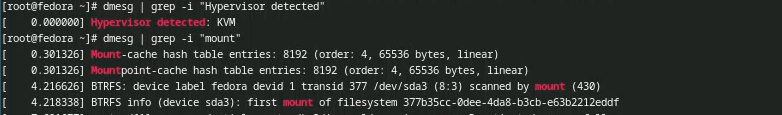 [root@fedora ~]# dmesg | grep -i "Hypervisor detected"
[    0.000000] Hypervisor detected: KVM
[root@fedora ~]# dmesg | grep -i "mount"
[    0.301326] Mount-cache hash table entries: 8192 (order: 4, 65536 bytes, linear)
[    0.301326] Mountpoint-cache hash table entries: 8192 (order: 4, 65536 bytes, linear)
[    4.216626] BTRFS: device label fedora devid 1 transid 377 /dev/sda3 (8:3) scanned by mount (430)
[    4.218338] BTRFS info (device sda3): first mount of filesystem 377b35cc-0dee-4da8-b3cb-e63b2212eddf